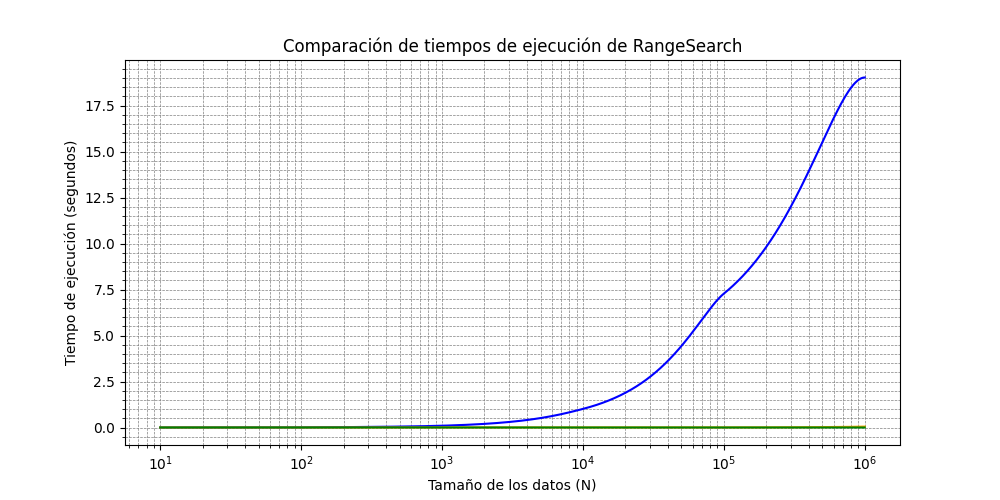 Comparación de tiempos de ejecución de RangeSearch
Tiempo de ejecución (segundos)
17.5
15.0
12.5
10.0
7.5
5.0
2.5
0.0
10¹ 10² 10³ 10⁴ 10⁵ 10⁶
Tamaño de los datos (N)